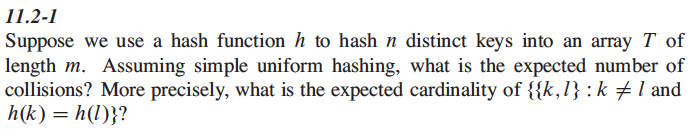 11.2-1
Suppose we use a hash function h to hash n distinct keys into an array T of
length m. Assuming simple uniform hashing, what is the expected number of
collisions? More precisely, what is the expected cardinality of {{k, l} : k ≠ l and
h(k) = h(l)}?